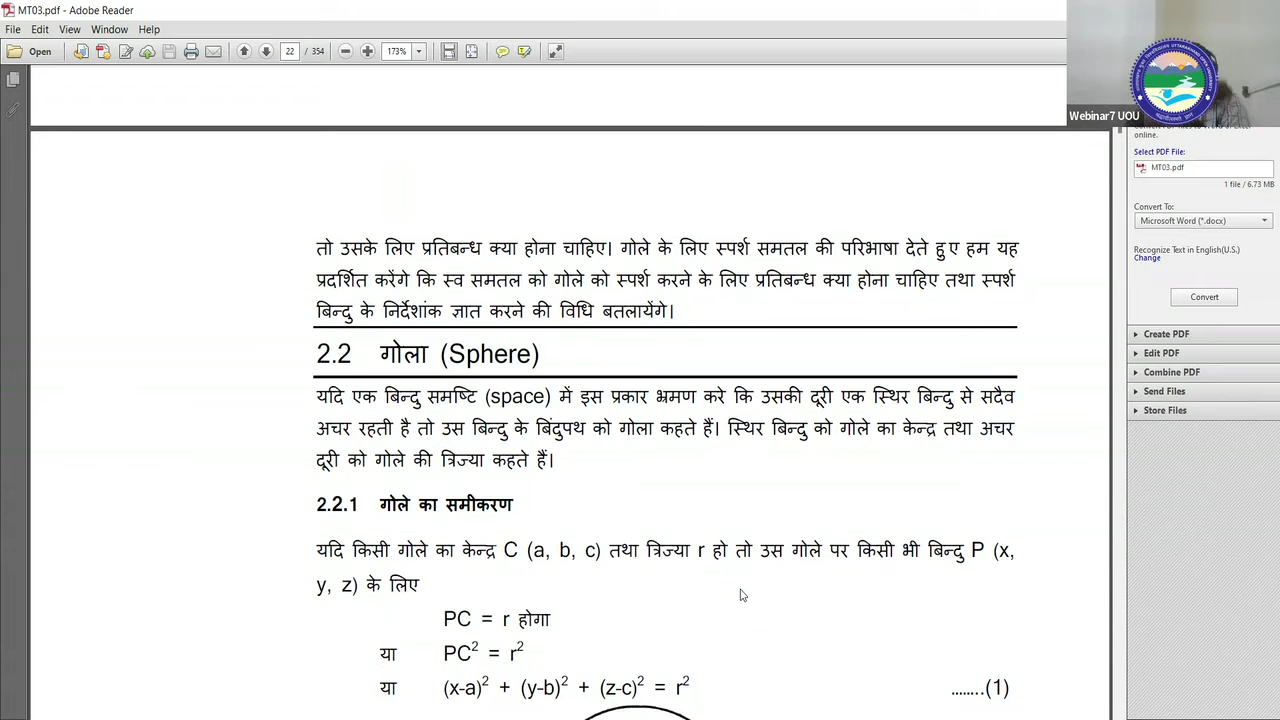 MT03.pdf - Adobe Reader
File Edit View Window Help
Open 22 / 354 173%
Webinar7 UOU
online.
Select PDF File:
MT03.pdf
1 file / 6.73 MB
Convert To:
Microsoft Word (*.docx)
Recognize Text in English(U.S.)
Change
Convert
Create PDF
Edit PDF
Combine PDF
Send Files
Store Files
तो उसके लिए प्रतिबन्ध क्या होना चाहिए। गोले के लिए स्पर्श समतल की परिभाषा देते हुए हम यह
प्रदर्शित करेंगे कि स्व समतल को गोले को स्पर्श करने के लिए प्रतिबन्ध क्या होना चाहिए तथा स्पर्श
बिन्दु के निर्देशांक ज्ञात करने की विधि बतलायेंगे।
2.2 गोला (Sphere)
यदि एक बिन्दु समष्टि (space) में इस प्रकार भ्रमण करे कि उसकी दूरी एक स्थिर बिन्दु से सदैव
अचर रहती है तो उस बिन्दु के बिंदुपथ को गोला कहते हैं। स्थिर बिन्दु को गोले का केन्द्र तथा अचर
दूरी को गोले की त्रिज्या कहते हैं।
2.2.1 गोले का समीकरण
यदि किसी गोले का केन्द्र C (a, b, c) तथा त्रिज्या r हो तो उस गोले पर किसी भी बिन्दु P (x,
y, z) के लिए
PC = r होगा
या PC² = r²
या (x-a)² + (y-b)² + (z-c)² = r² ........(1)